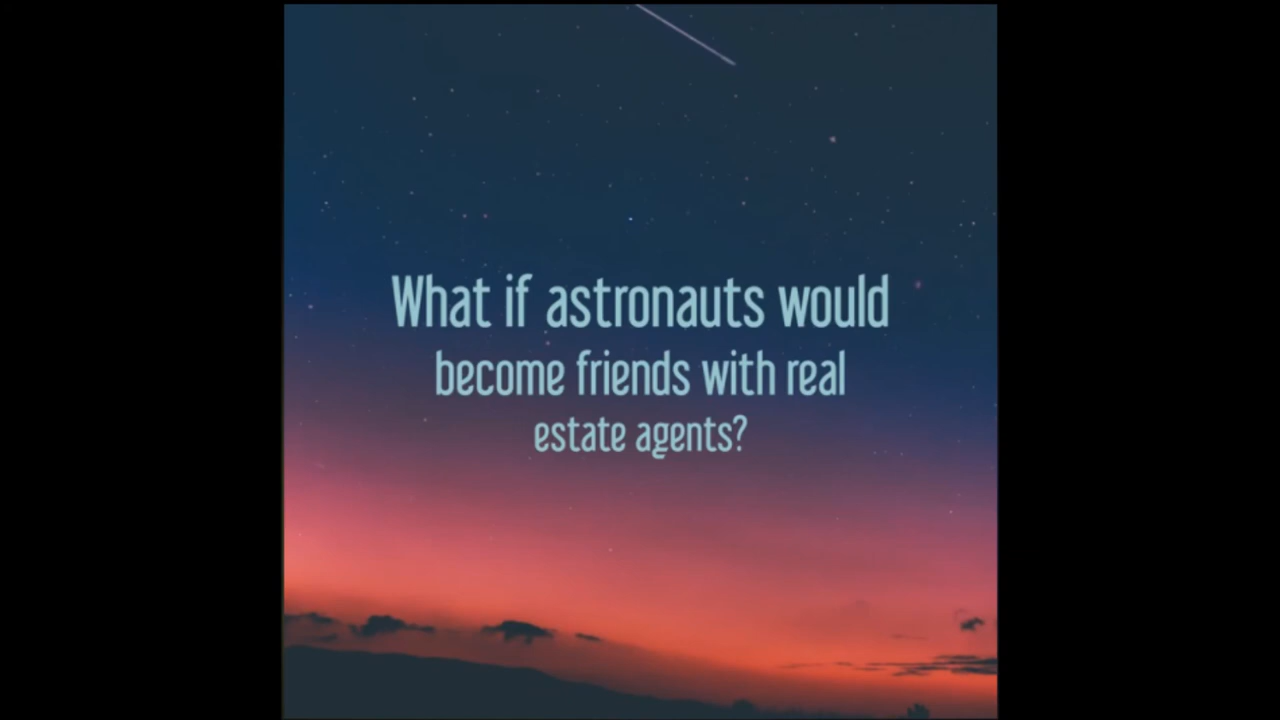 What if astronauts would
become friends with real
estate agents?